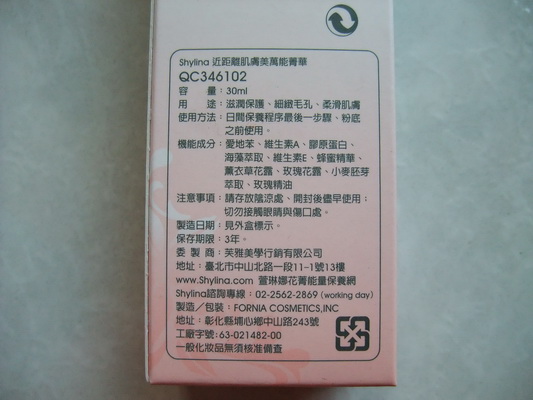 Shylina 近距離肌膚美萬能菁華
QC346102
容量：30ml
用途：滋潤保護、細緻毛孔、柔滑肌膚
使用方法：日間保養程序最後一步驟、粉底
之前使用。
機能成分：愛地苯、維生素A、膠原蛋白、
海藻萃取、維生素E、蜂蜜精華、
薰衣草花露、玫瑰花露、小麥胚芽
萃取、玫瑰精油
注意事項：請存放陰涼處、開封後儘早使用；
切勿接觸眼睛與傷口處。
製造日期：見外盒標示。
保存期限：3年。
委製商：芙雅美學行銷有限公司
地址：臺北市中山北路一段11-1號13樓
www.Shylina.com 萱琳娜花菁能量保養網
Shylina諮詢專線：02-2562-2869 (working day)
製造／包裝：FORNIA COSMETICS,INC
地址：彰化縣埔心鄉中山路243號
工廠字號:63-021482-00
一般化妝品無須核准備查